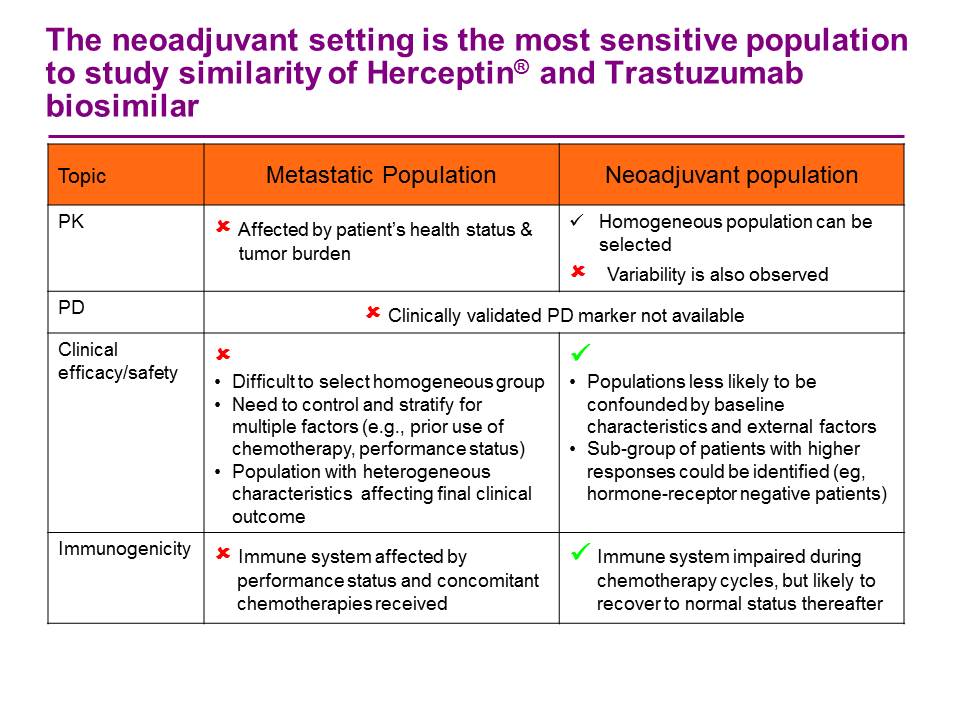 The neoadjuvant setting is the most sensitive population
to study similarity of Herceptin® and Trastuzumab
biosimilar
Topic
Metastatic Population
Neoadjuvant population
PK
✘ Affected by patient's health status &
tumor burden
✓ Homogeneous population can be
selected
✘ Variability is also observed
PD
✘ Clinically validated PD marker not available
Clinical
efficacy/safety
✘
• Difficult to select homogeneous group
• Need to control and stratify for
multiple factors (e.g., prior use of
chemotherapy, performance status)
• Population with heterogeneous
characteristics affecting final clinical
outcome
✓
• Populations less likely to be
confounded by baseline
characteristics and external factors
• Sub-group of patients with higher
responses could be identified (eg,
hormone-receptor negative patients)
Immunogenicity
✘ Immune system affected by
performance status and concomitant
chemotherapies received
✓ Immune system impaired during
chemotherapy cycles, but likely to
recover to normal status thereafter